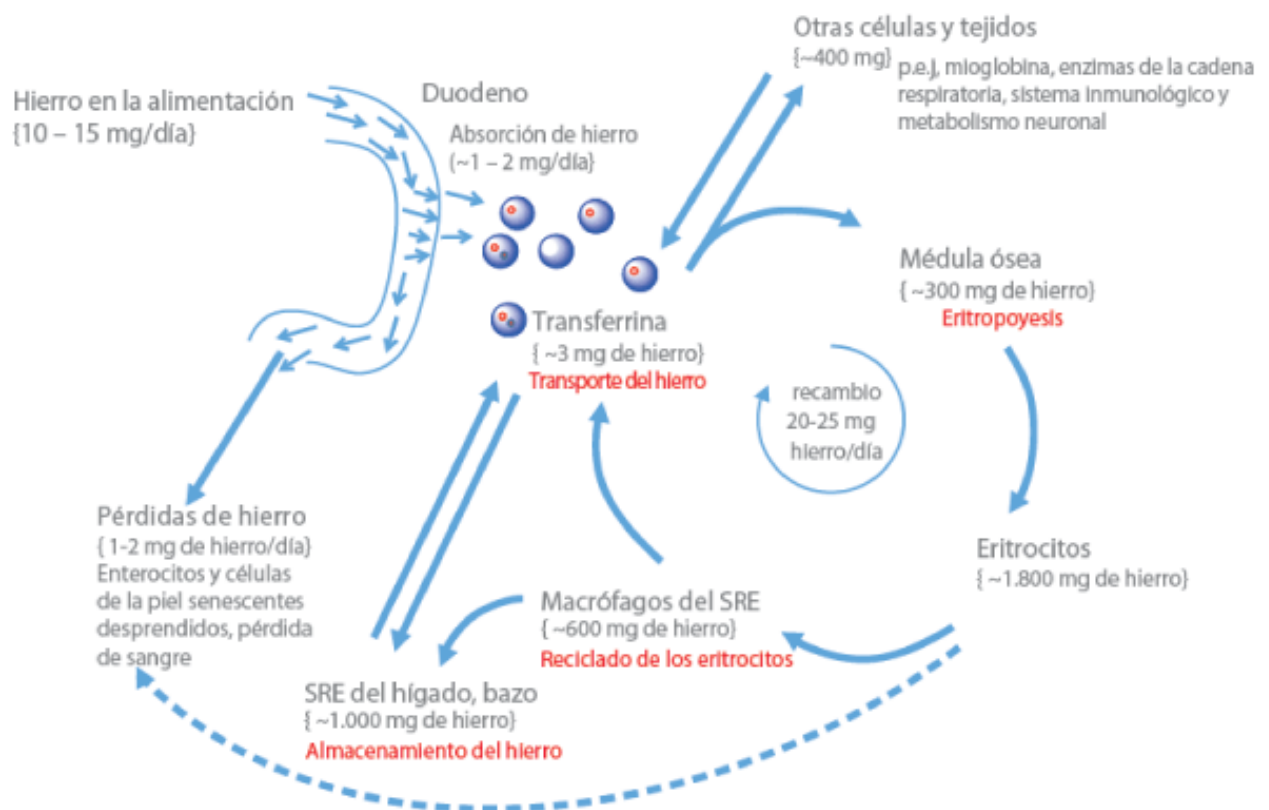 Hierro en la alimentación
{10 – 15 mg/día}
Duodeno
Absorción de hierro
(~1 – 2 mg/día}
Otras células y tejidos
{~400 mg}
p.e.j, mioglobina, enzimas de la cadena
respiratoria, sistema inmunológico y
metabolismo neuronal
Médula ósea
{ ~300 mg de hierro}
Eritropoyesis
Transferrina
{ ~3 mg de hierro}
Transporte del hierro
recambio
20-25 mg
hierro/día
Pérdidas de hierro
{ 1-2 mg de hierro/día}
Enterocitos y células
de la piel senescentes
desprendidos, pérdida
de sangre
Eritrocitos
{ ~1.800 mg de hierro}
Macrófagos del SRE
{ ~600 mg de hierro}
Reciclado de los eritrocitos
SRE del hígado, bazo
{ ~1.000 mg de hierro}
Almacenamiento del hierro